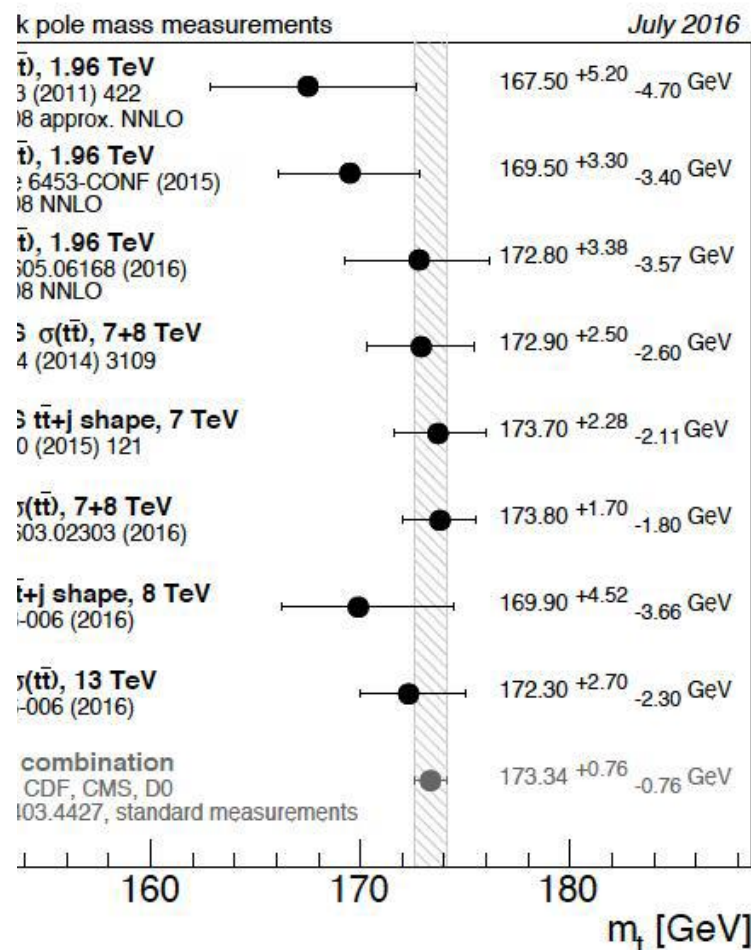 k pole mass measurements July 2016
t̄), 1.96 TeV
3 (2011) 422
08 approx. NNLO
167.50 +5.20 -4.70 GeV
t̄), 1.96 TeV
e 6453-CONF (2015)
08 NNLO
169.50 +3.30 -3.40 GeV
t̄), 1.96 TeV
605.06168 (2016)
08 NNLO
172.80 +3.38 -3.57 GeV
S σ(tt̄), 7+8 TeV
4 (2014) 3109
172.90 +2.50 -2.60 GeV
S tt̄+j shape, 7 TeV
0 (2015) 121
173.70 +2.28 -2.11 GeV
σ(tt̄), 7+8 TeV
603.02303 (2016)
173.80 +1.70 -1.80 GeV
t̄+j shape, 8 TeV
-006 (2016)
169.90 +4.52 -3.66 GeV
σ(tt̄), 13 TeV
-006 (2016)
172.30 +2.70 -2.30 GeV
combination
CDF, CMS, D0
403.4427, standard measurements
173.34 +0.76 -0.76 GeV
160 170 180
m_t [GeV]